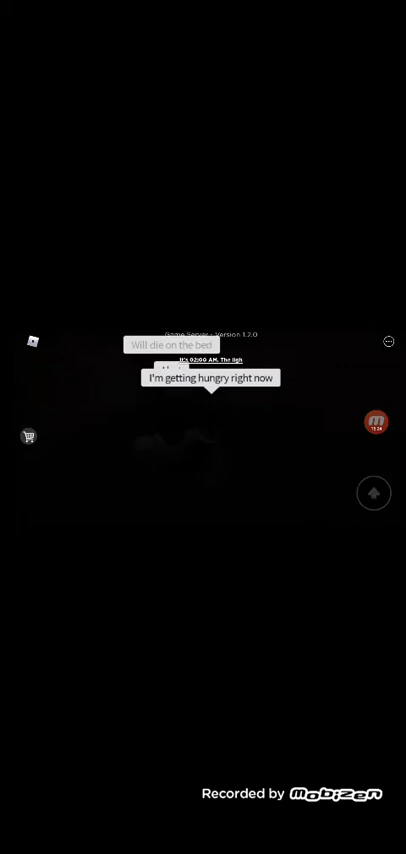 Game Server - Version 1.2.0
Will die on the bed
It's 02:00 AM. The ligh
I'm getting hungry right now
Recorded by mobizen